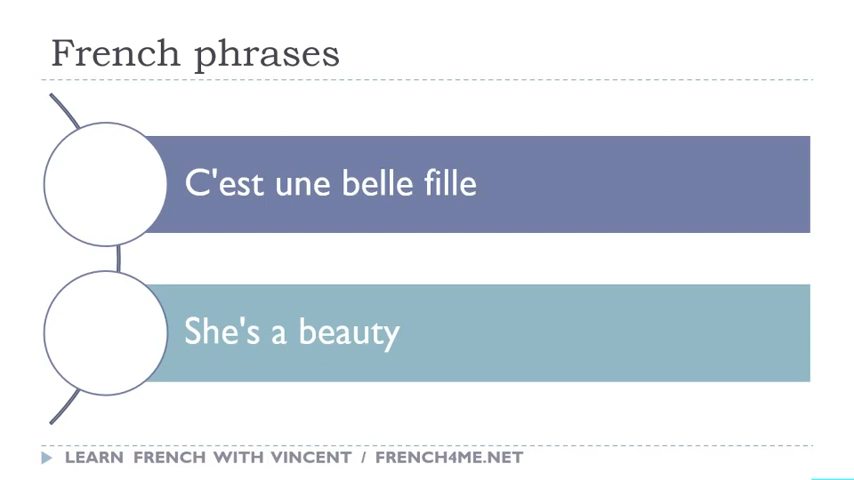 French phrases
C'est une belle fille
She's a beauty
LEARN FRENCH WITH VINCENT / FRENCH4ME.NET